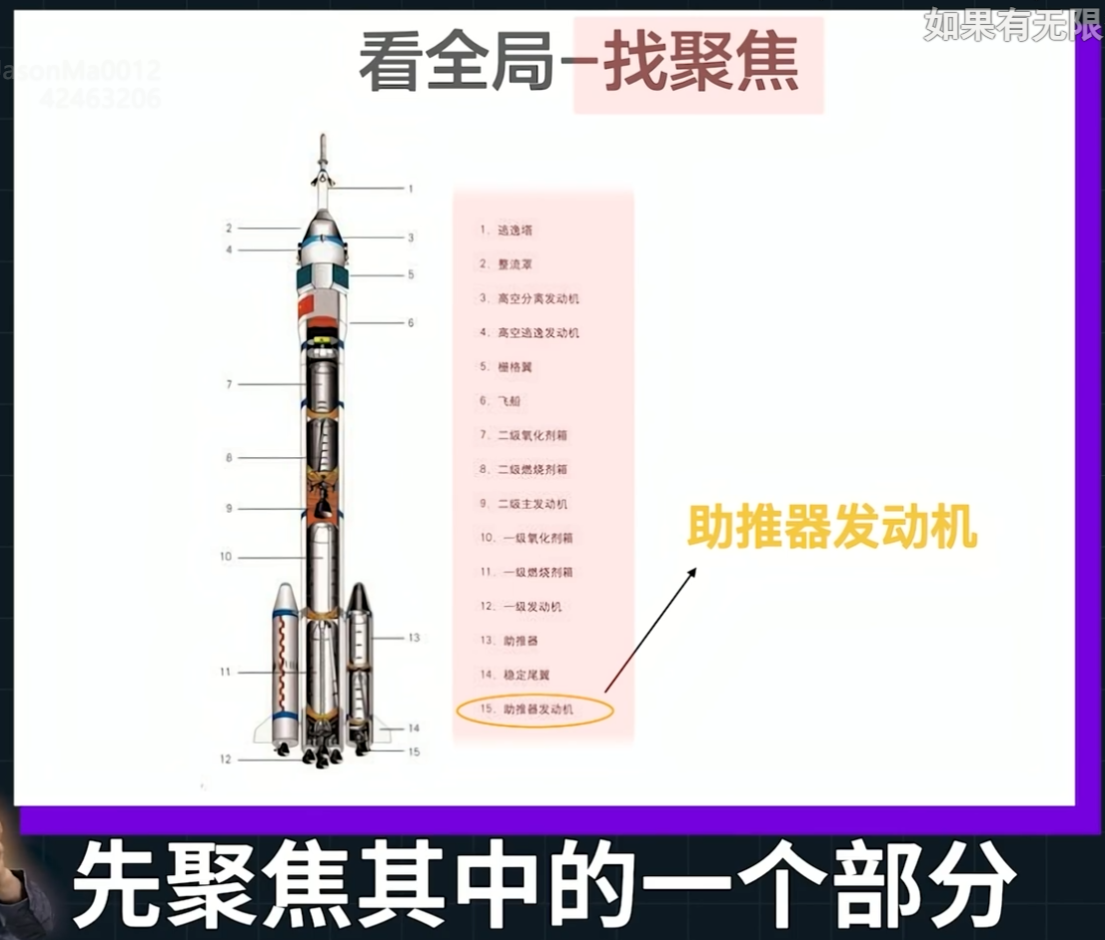 如果有无限
JasonMa0012
42463206
看全局-找聚焦
1
2
3
4
5
6
7
8
9
10
11
12
13
14
15
1. 逃逸塔
2. 整流罩
3. 高空分离发动机
4. 高空逃逸发动机
5. 栅格翼
6. 飞船
7. 二级氧化剂箱
8. 二级燃烧剂箱
9. 二级主发动机
10. 一级氧化剂箱
11. 一级燃烧剂箱
12. 一级发动机
13. 助推器
14. 稳定尾翼
15. 助推器发动机
助推器发动机
先聚焦其中的一个部分